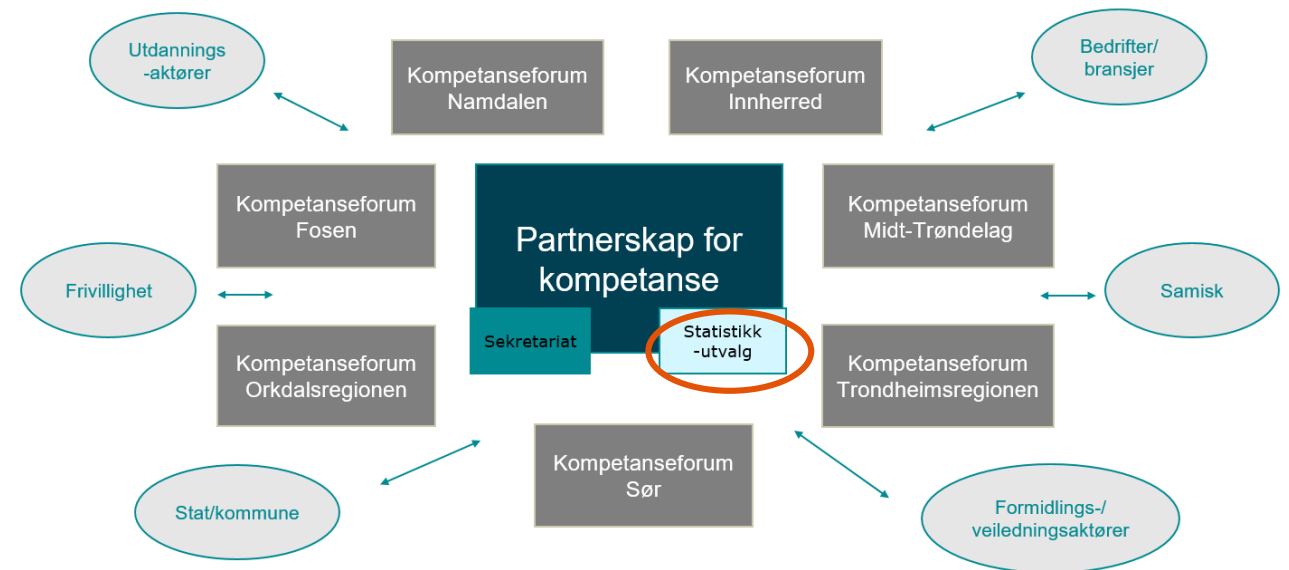 Utdannings
-aktører
Kompetanseforum
Namdalen
Kompetanseforum
Innherred
Bedrifter/
bransjer
Kompetanseforum
Fosen
Partnerskap for
kompetanse
Kompetanseforum
Midt-Trøndelag
Frivillighet
Sekretariat
Statistikk
-utvalg
Samisk
Kompetanseforum
Orkdalsregionen
Kompetanseforum
Trondheimsregionen
Stat/kommune
Kompetanseforum
Sør
Formidlings-/
veiledningsaktører